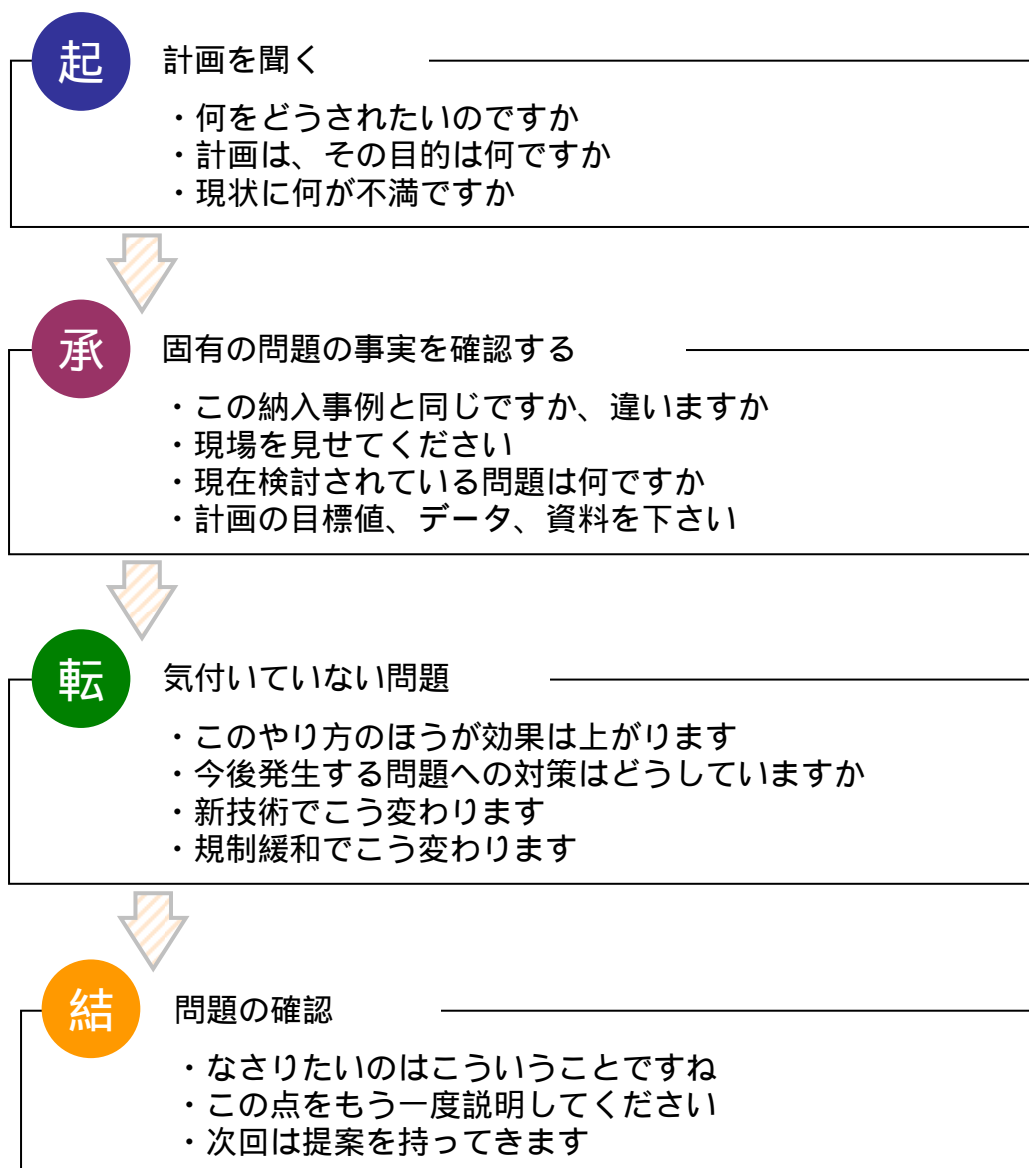 起 計画を聞く
・何をどうされたいのですか
・計画は、その目的は何ですか
・現状に何が不満ですか
承 固有の問題の事実を確認する
・この納入事例と同じですか、違いますか
・現場を見せてください
・現在検討されている問題は何ですか
・計画の目標値、データ、資料を下さい
転 気付いていない問題
・このやり方のほうが効果は上がります
・今後発生する問題への対策はどうしていますか
・新技術でこう変わります
・規制緩和でこう変わります
結 問題の確認
・なさりたいのはこういうことですね
・この点をもう一度説明してください
・次回は提案を持ってきます